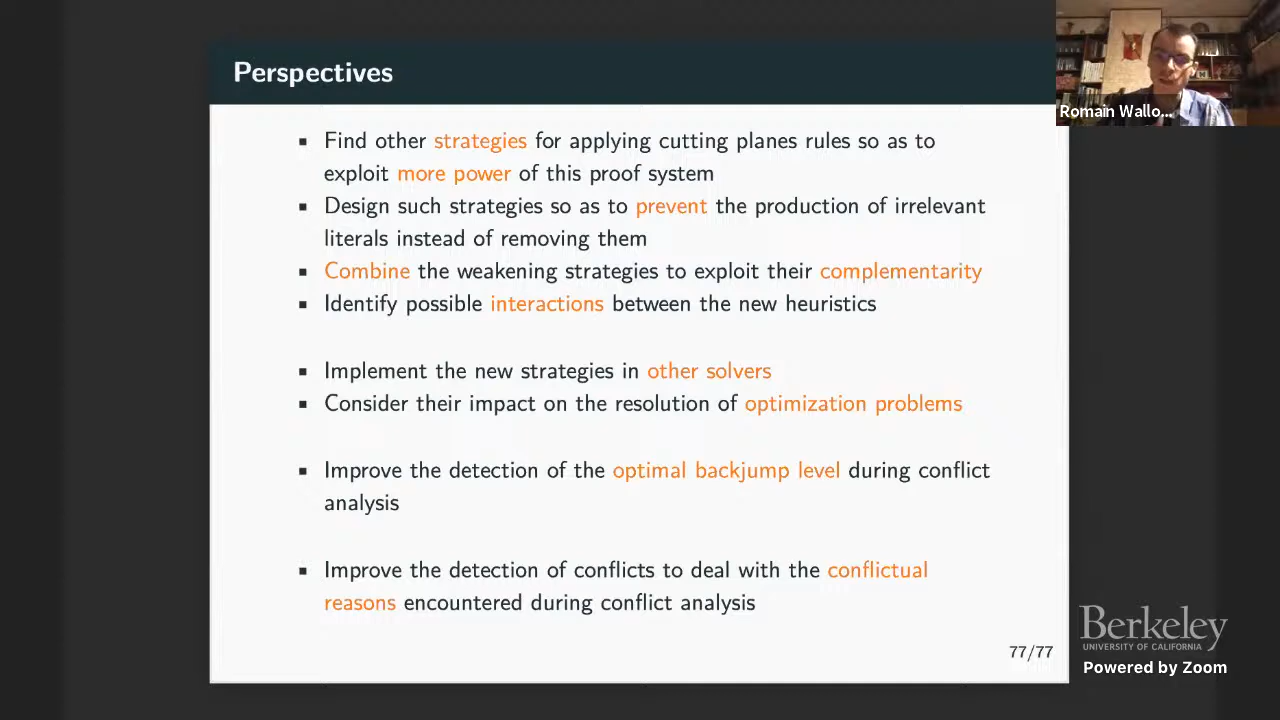 Perspectives
Romain Wallo...
▪ Find other strategies for applying cutting planes rules so as to
exploit more power of this proof system
▪ Design such strategies so as to prevent the production of irrelevant
literals instead of removing them
▪ Combine the weakening strategies to exploit their complementarity
▪ Identify possible interactions between the new heuristics
▪ Implement the new strategies in other solvers
▪ Consider their impact on the resolution of optimization problems
▪ Improve the detection of the optimal backjump level during conflict
analysis
▪ Improve the detection of conflicts to deal with the conflictual
reasons encountered during conflict analysis
77/77
Berkeley
UNIVERSITY OF CALIFORNIA
Powered by Zoom